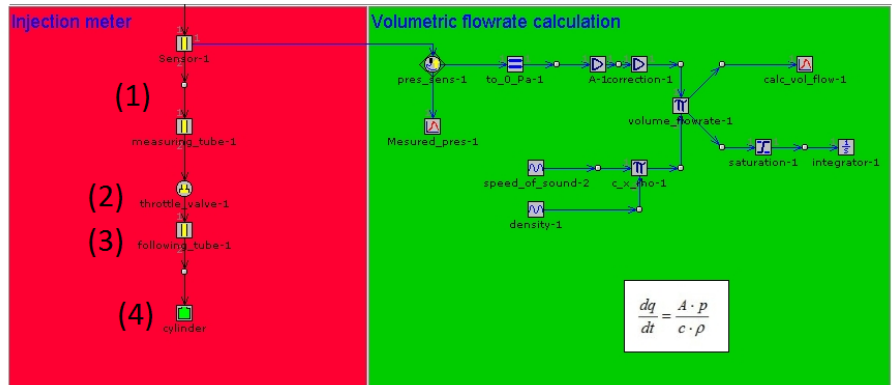 Injection meter
Volumetric flowrate calculation
Sensor-1
pres_sens-1
to_0_Pa-1
A-1
correction-1
calc_vol_flow-1
(1)
measuring_tube-1
Mesured_pres-1
volume_flowrate-1
saturation-1
integrator-1
speed_of_sound-2
c_x_rho-1
(2)
throttle_valve-1
density-1
(3)
following_tube-1
(4)
cylinder
dq/dt = A · p / c · ρ